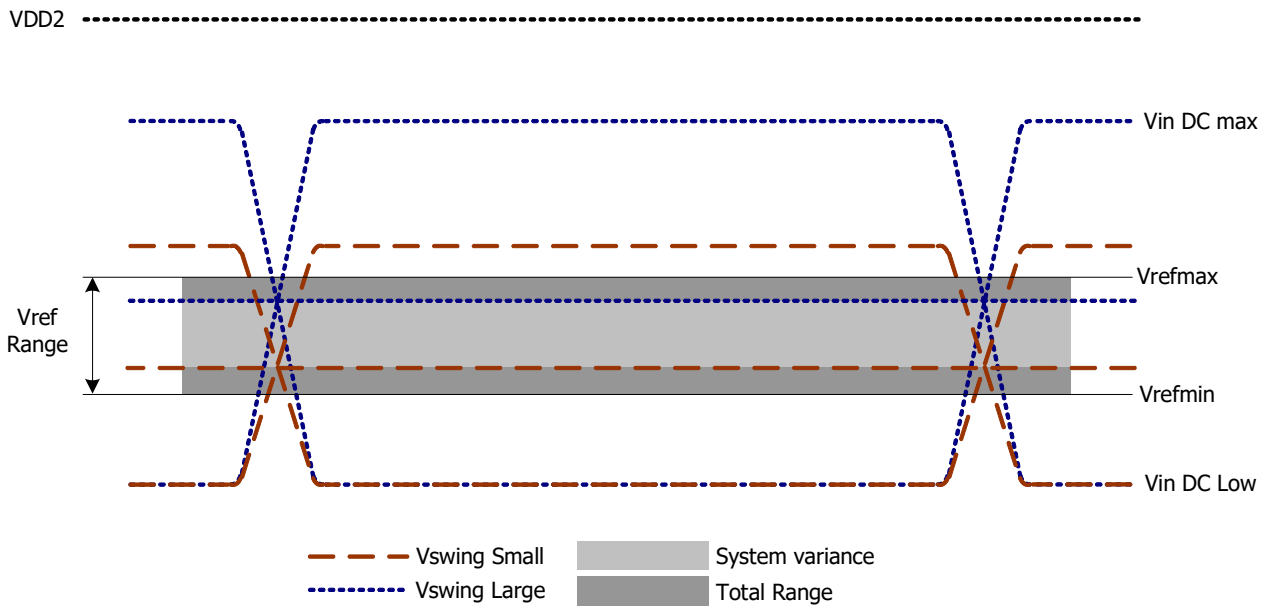 VDD2
Vin DC max
Vrefmax
Vref
Range
Vrefmin
Vin DC Low
Vswing Small
System variance
Vswing Large
Total Range